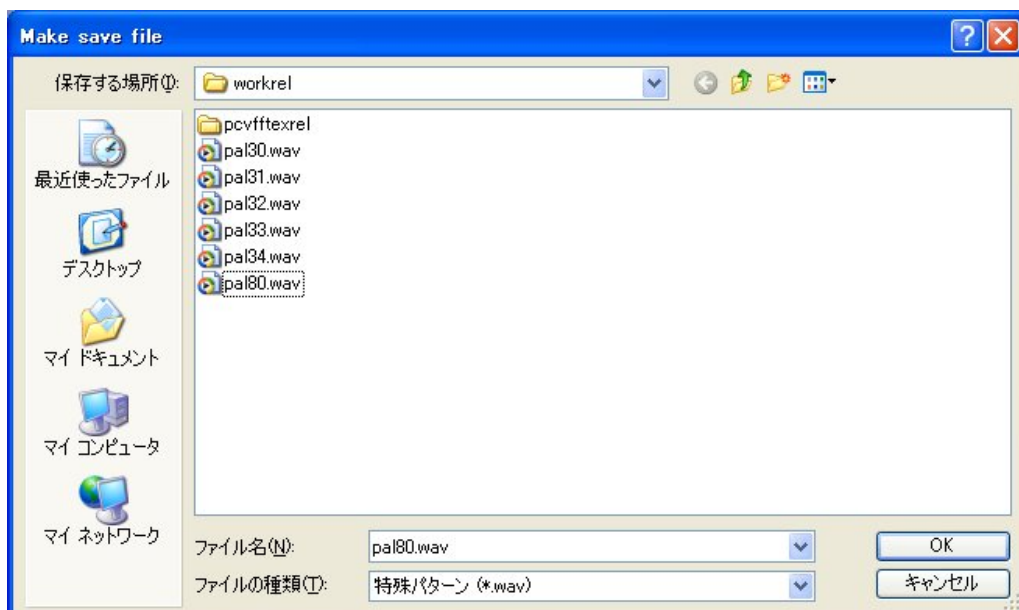 Make save file
保存する場所(I):
workrel
最近使ったファイル
デスクトップ
マイ ドキュメント
マイ コンピュータ
マイ ネットワーク
pcvfftexrel
pal30.wav
pal31.wav
pal32.wav
pal33.wav
pal34.wav
pal80.wav
ファイル名(N):
pal80.wav
OK
ファイルの種類(T):
特殊パターン (*.wav)
キャンセル